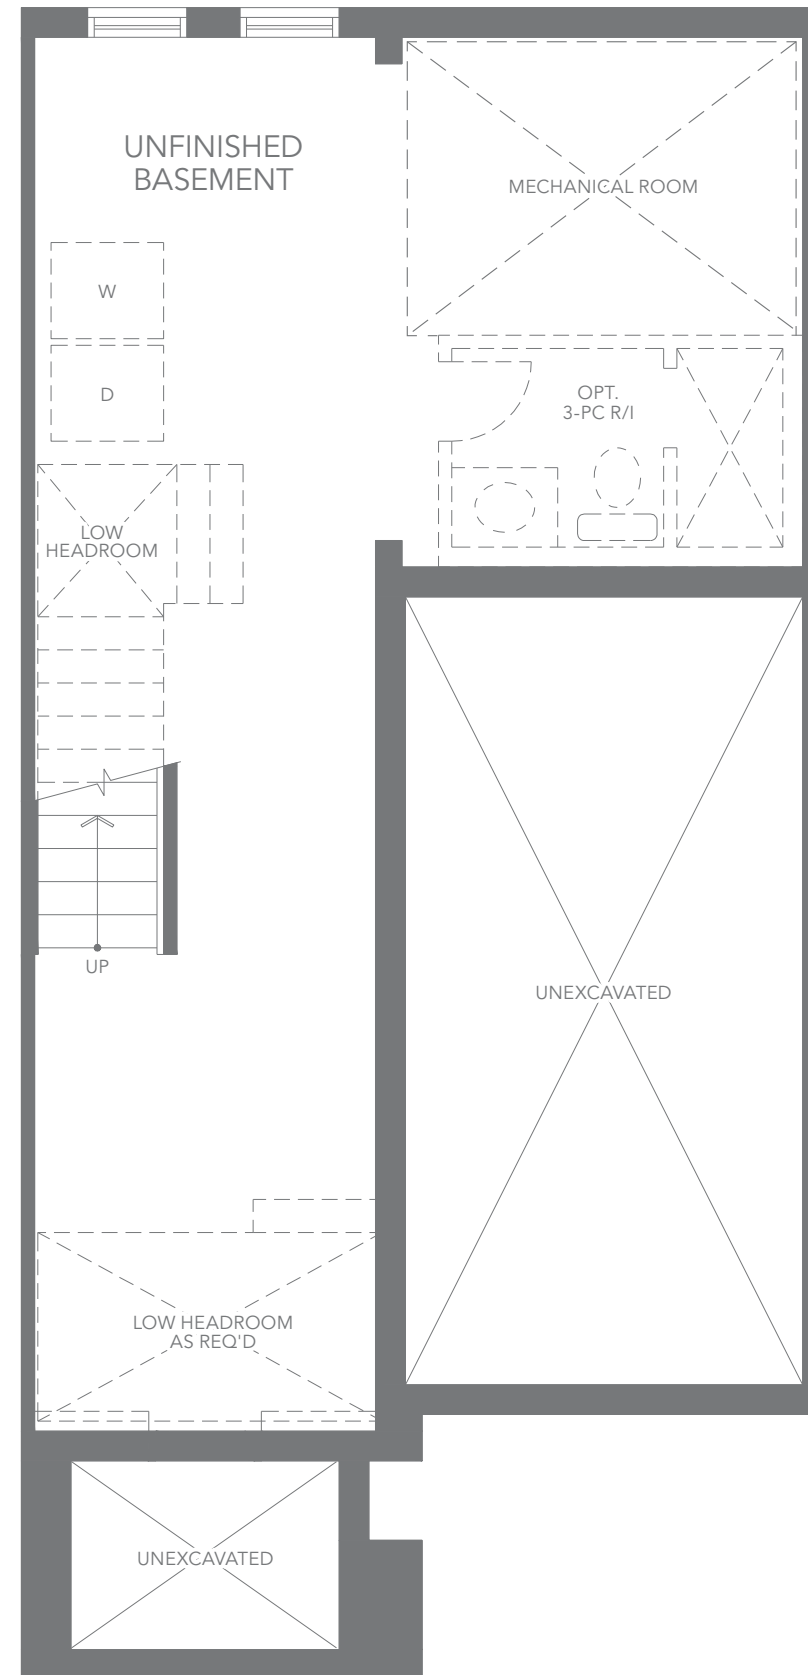 UNFINISHED
BASEMENT
MECHANICAL ROOM
W
D
OPT.
3-PC R/I
LOW
HEADROOM
UP
UNEXCAVATED
LOW HEADROOM
AS REQ'D
UNEXCAVATED